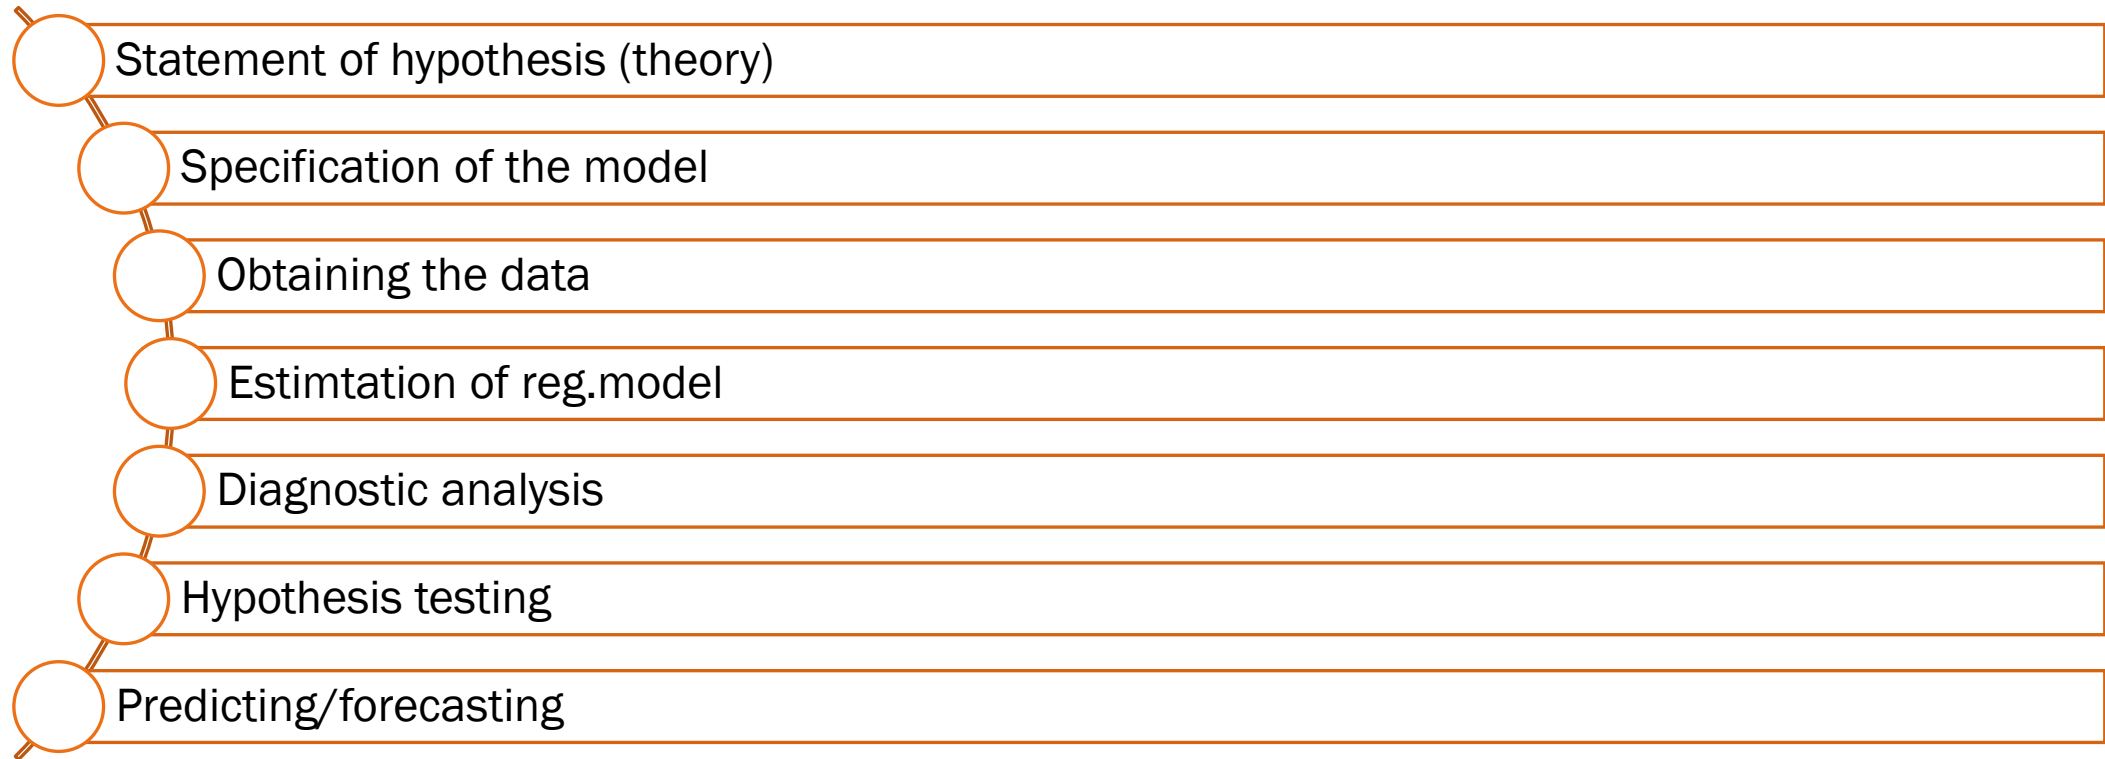 Statement of hypothesis (theory)
Specification of the model
Obtaining the data
Estimtation of reg.model
Diagnostic analysis
Hypothesis testing
Predicting/forecasting